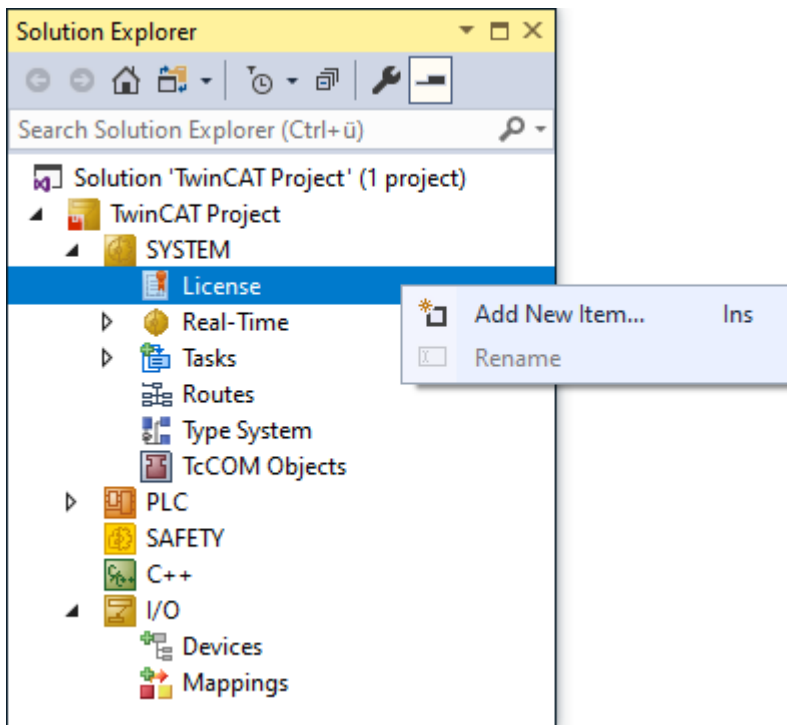 Solution Explorer
Search Solution Explorer (Ctrl+ü)
Solution 'TwinCAT Project' (1 project)
TwinCAT Project
SYSTEM
License
Add New Item... Ins
Real-Time
Rename
Tasks
Routes
Type System
TcCOM Objects
PLC
SAFETY
C++
I/O
Devices
Mappings